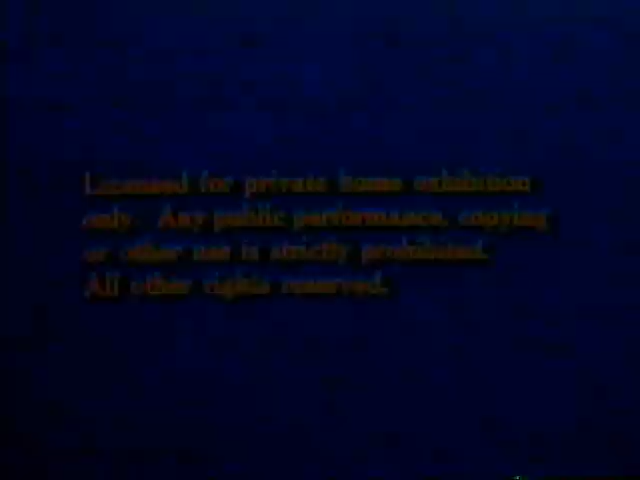 Licensed for private home exhibition
only. Any public performance, copying
or other use is strictly prohibited.
All other rights reserved.